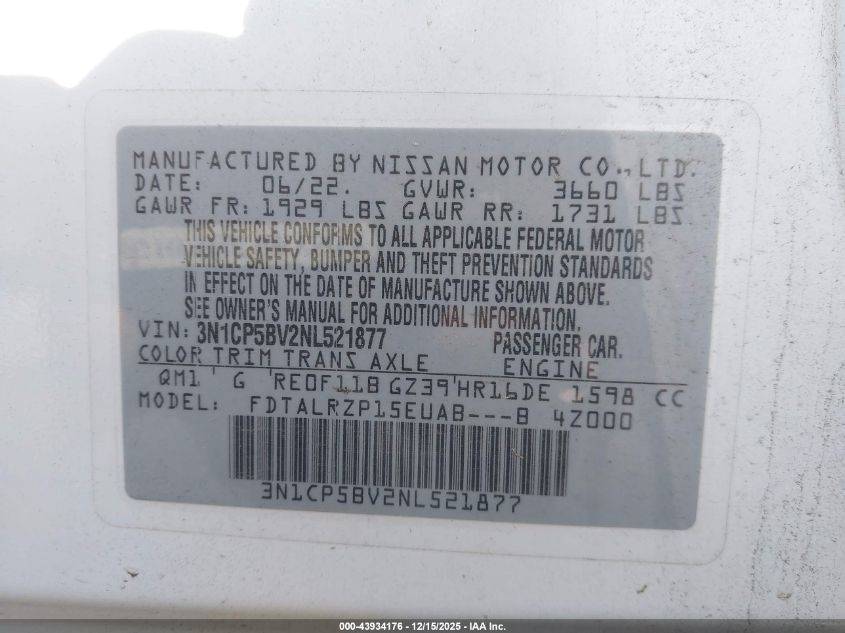 MANUFACTURED BY NISSAN MOTOR CO., LTD.
DATE: 06/22. GVWR: 3660 LBS
GAWR FR: 1929 LBS GAWR RR: 1731 LBS
THIS VEHICLE CONFORMS TO ALL APPLICABLE FEDERAL MOTOR
VEHICLE SAFETY, BUMPER AND THEFT PREVENTION STANDARDS
IN EFFECT ON THE DATE OF MANUFACTURE SHOWN ABOVE.
SEE OWNER'S MANUAL FOR ADDITIONAL INFORMATION.
VIN: 3N1CP5BV2NL521877 PASSENGER CAR.
COLOR TRIM TRANS AXLE ENGINE
QM1 ' G 'RE0F11B GZ39'HR16DE 1598 CC
MODEL: FDTALRZP15EUAB---B 4Z000
3N1CP5BV2NL521877
000-43934176 - 12/15/2025 - IAA Inc.